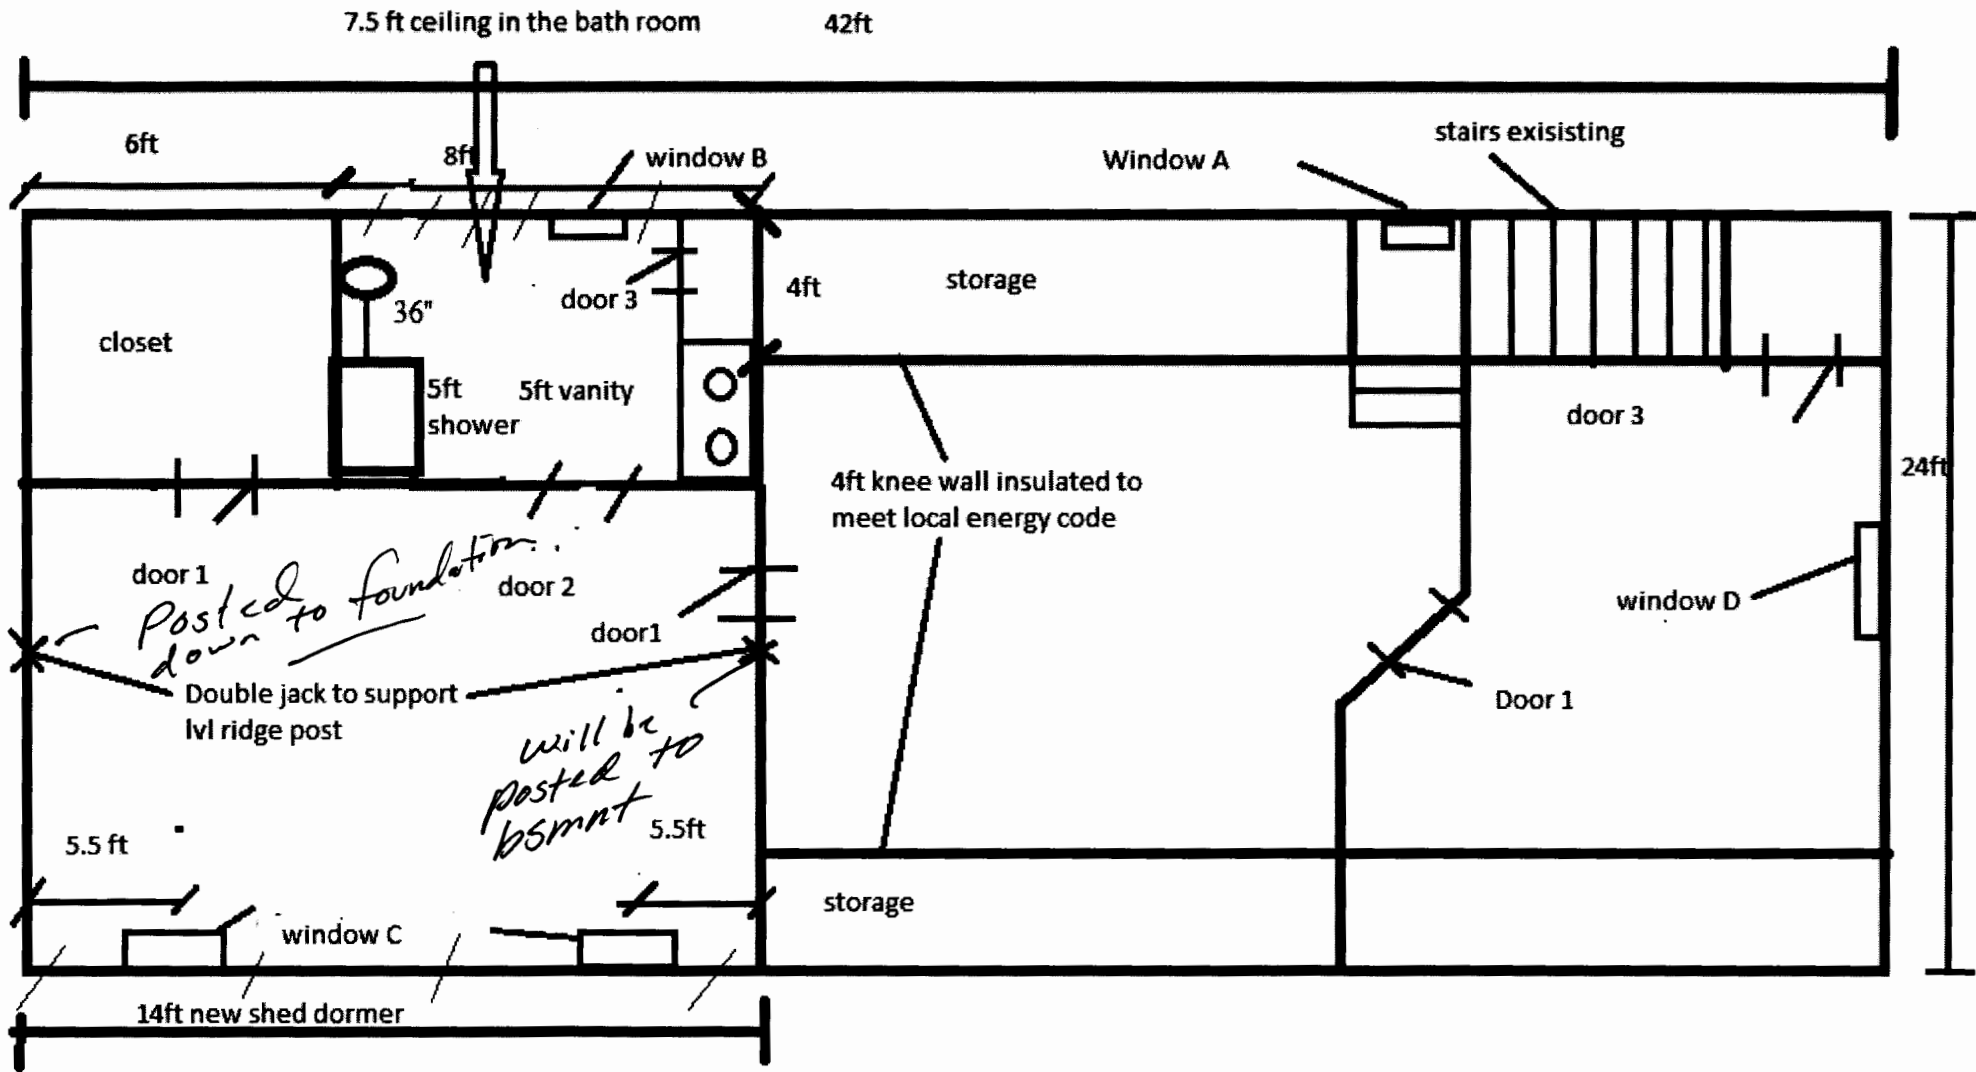 7.5 ft ceiling in the bath room
42ft
6ft
8ft
window B
Window A
stairs exisisting
closet
36"
door 3
4ft
storage
5ft
shower
5ft vanity
door 3
24ft
4ft knee wall insulated to
meet local energy code
door 1
door 2
Posted
down to foundation..
door1
window D
Double jack to support
lvl ridge post
Door 1
will be
posted to
bsmnt
5.5 ft
5.5ft
window C
storage
14ft new shed dormer